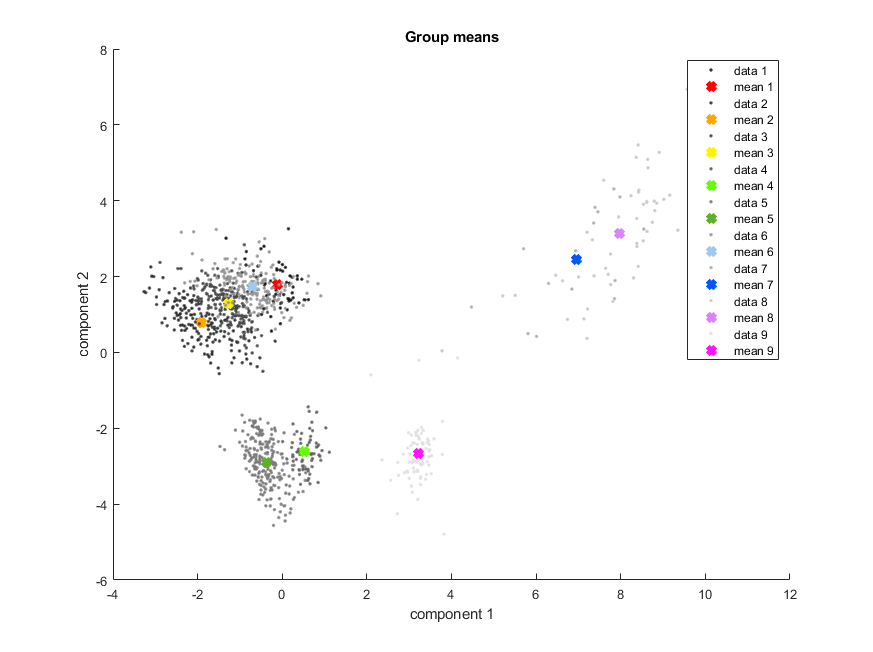 Group means
8
6
4
2
0
-2
-4
-6
component 2
-4
-2
0
2
4
6
8
10
12
component 1
data 1
mean 1
data 2
mean 2
data 3
mean 3
data 4
mean 4
data 5
mean 5
data 6
mean 6
data 7
mean 7
data 8
mean 8
data 9
mean 9